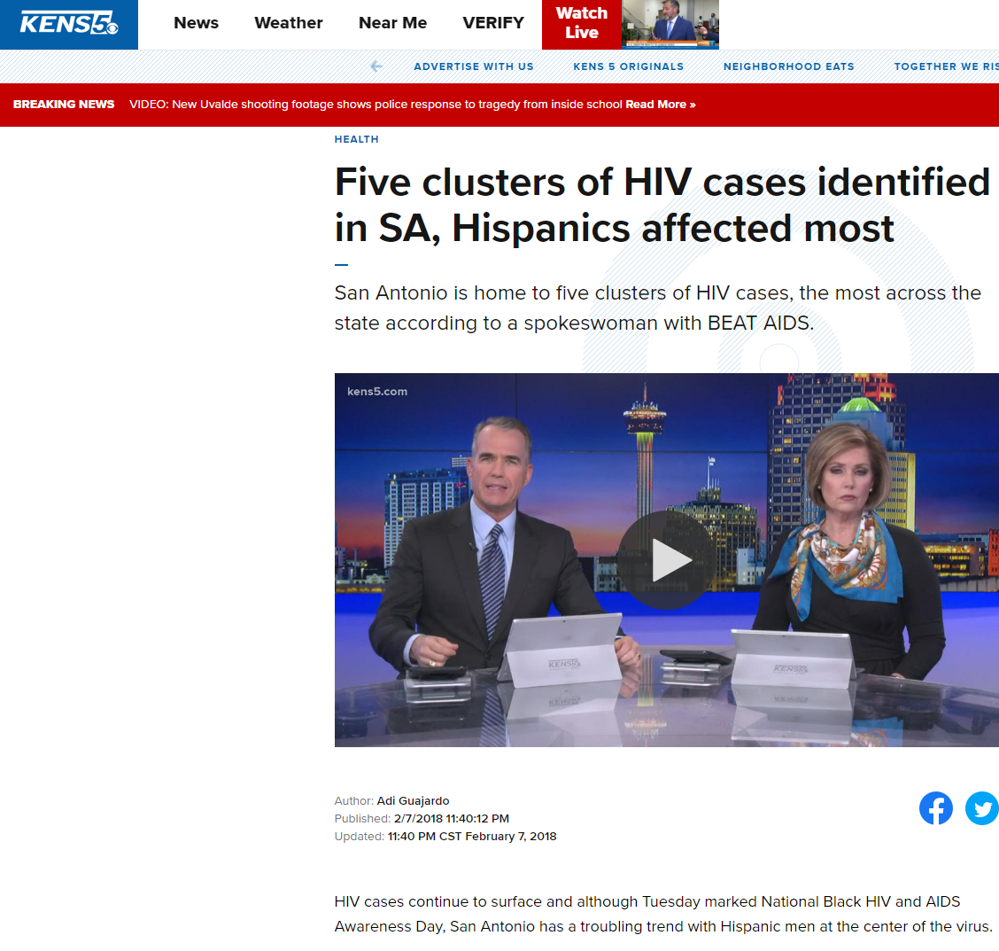 KENS5
News
Weather
Near Me
VERIFY
Watch
Live
ADVERTISE WITH US
KENS 5 ORIGINALS
NEIGHBORHOOD EATS
TOGETHER WE RIS
BREAKING NEWS VIDEO: New Uvalde shooting footage shows police response to tragedy from inside school Read More »
HEALTH
Five clusters of HIV cases identified
in SA, Hispanics affected most
San Antonio is home to five clusters of HIV cases, the most across the
state according to a spokeswoman with BEAT AIDS.
kens5.com
KENS5
KENS5
Author: Adi Guajardo
Published: 2/7/2018 11:40:12 PM
Updated: 11:40 PM CST February 7, 2018
HIV cases continue to surface and although Tuesday marked National Black HIV and AIDS
Awareness Day, San Antonio has a troubling trend with Hispanic men at the center of the virus.